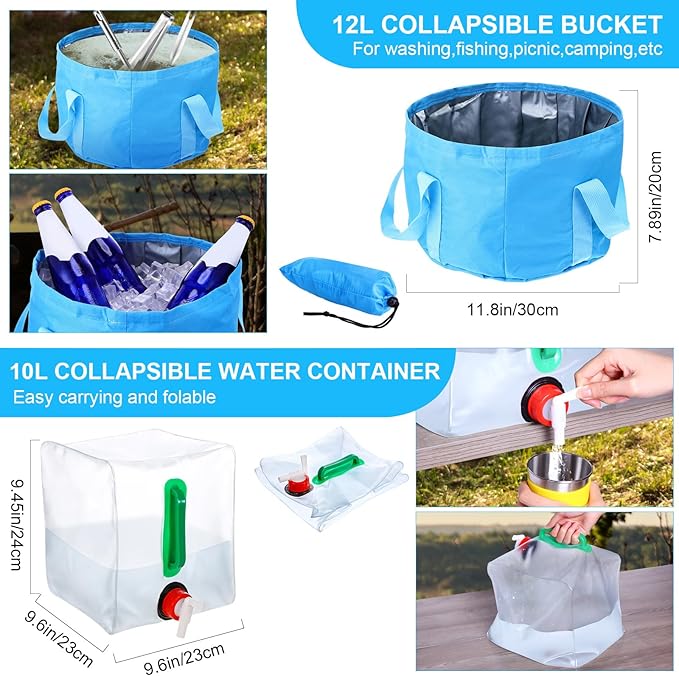 12L COLLAPSIBLE BUCKET
For washing,fishing,picnic,camping,etc
7.89in/20cm
11.8in/30cm
10L COLLAPSIBLE WATER CONTAINER
Easy carrying and folable
9.45in/24cm
9.6in/23cm
9.6in/23cm